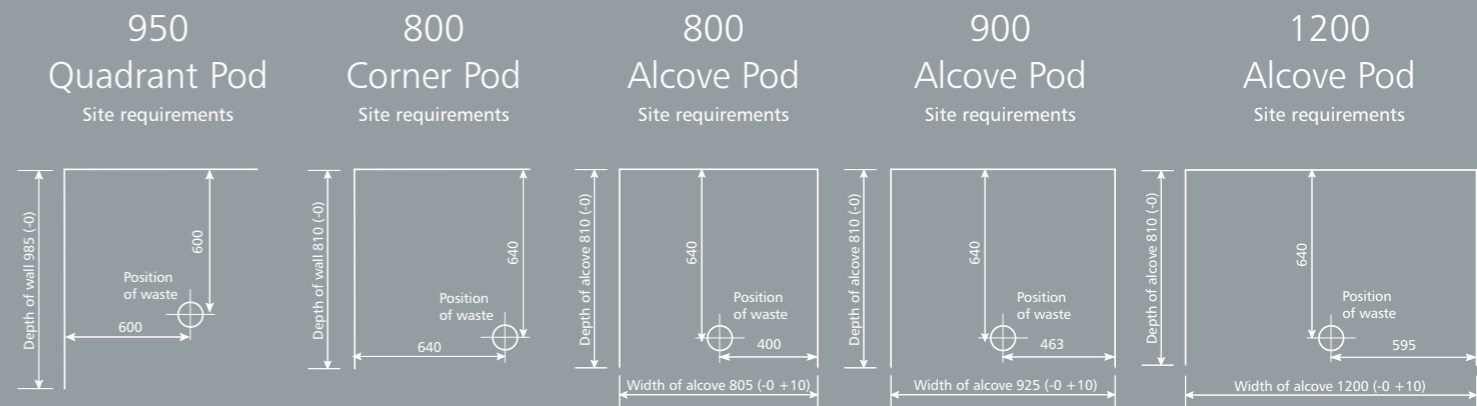 950
Quadrant Pod
Site requirements
Depth of wall 985 (-0)
600
Position
of waste
600
800
Corner Pod
Site requirements
Depth of wall 810 (-0)
640
Position
of waste
640
800
Alcove Pod
Site requirements
Depth of alcove 810 (-0)
640
Position
of waste
400
Width of alcove 805 (-0 +10)
900
Alcove Pod
Site requirements
Depth of alcove 810 (-0)
640
Position
of waste
463
Width of alcove 925 (-0 +10)
1200
Alcove Pod
Site requirements
Depth of alcove 810 (-0)
640
Position
of waste
595
Width of alcove 1200 (-0 +10)